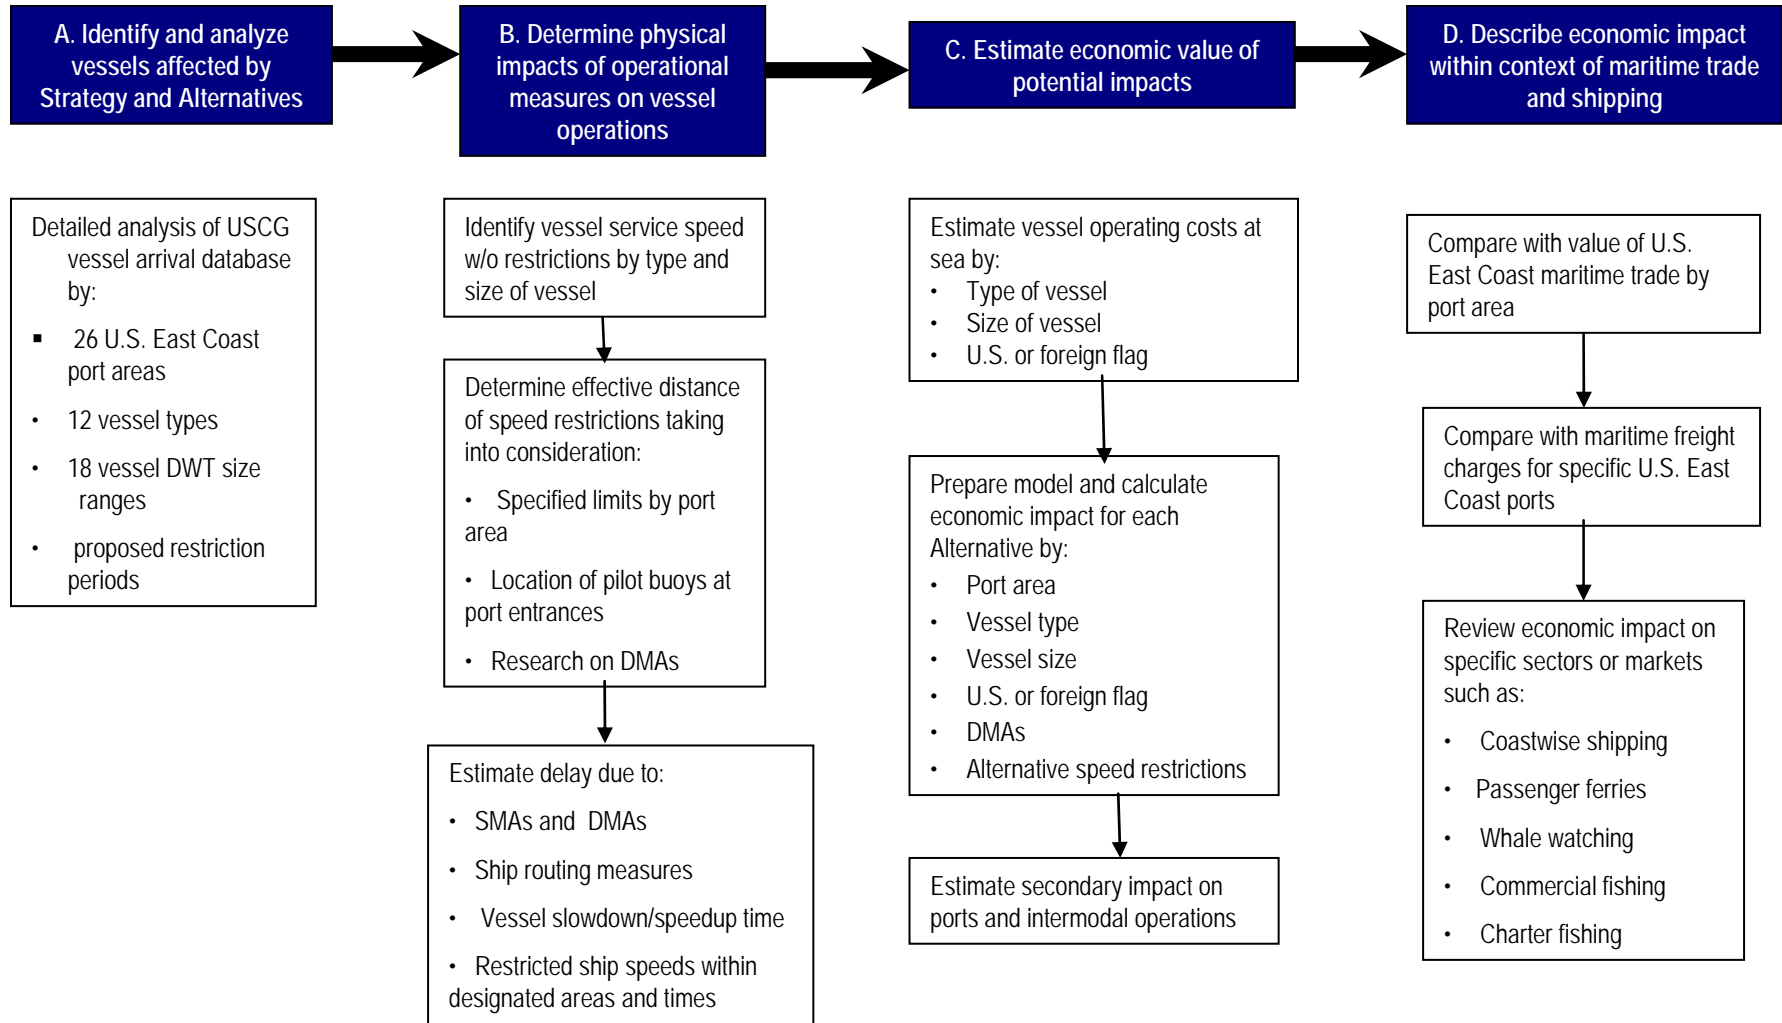 A. Identify and analyze
vessels affected by
Strategy and Alternatives
B. Determine physical
impacts of operational
measures on vessel
operations
C. Estimate economic value of
potential impacts
D. Describe economic impact
within context of maritime trade
and shipping
Detailed analysis of USCG
vessel arrival database
by:
▪ 26 U.S. East Coast
port areas
• 12 vessel types
• 18 vessel DWT size
ranges
• proposed restriction
periods
Identify vessel service speed
w/o restrictions by type and
size of vessel
Determine effective distance
of speed restrictions taking
into consideration:
• Specified limits by port
area
• Location of pilot buoys at
port entrances
• Research on DMAs
Estimate delay due to:
• SMAs and DMAs
• Ship routing measures
• Vessel slowdown/speedup time
• Restricted ship speeds within
designated areas and times
Estimate vessel operating costs at
sea by:
• Type of vessel
• Size of vessel
• U.S. or foreign flag
Prepare model and calculate
economic impact for each
Alternative by:
• Port area
• Vessel type
• Vessel size
• U.S. or foreign flag
• DMAs
• Alternative speed restrictions
Estimate secondary impact on
ports and intermodal operations
Compare with value of U.S.
East Coast maritime trade by
port area
Compare with maritime freight
charges for specific U.S. East
Coast ports
Review economic impact on
specific sectors or markets
such as:
• Coastwise shipping
• Passenger ferries
• Whale watching
• Commercial fishing
• Charter fishing